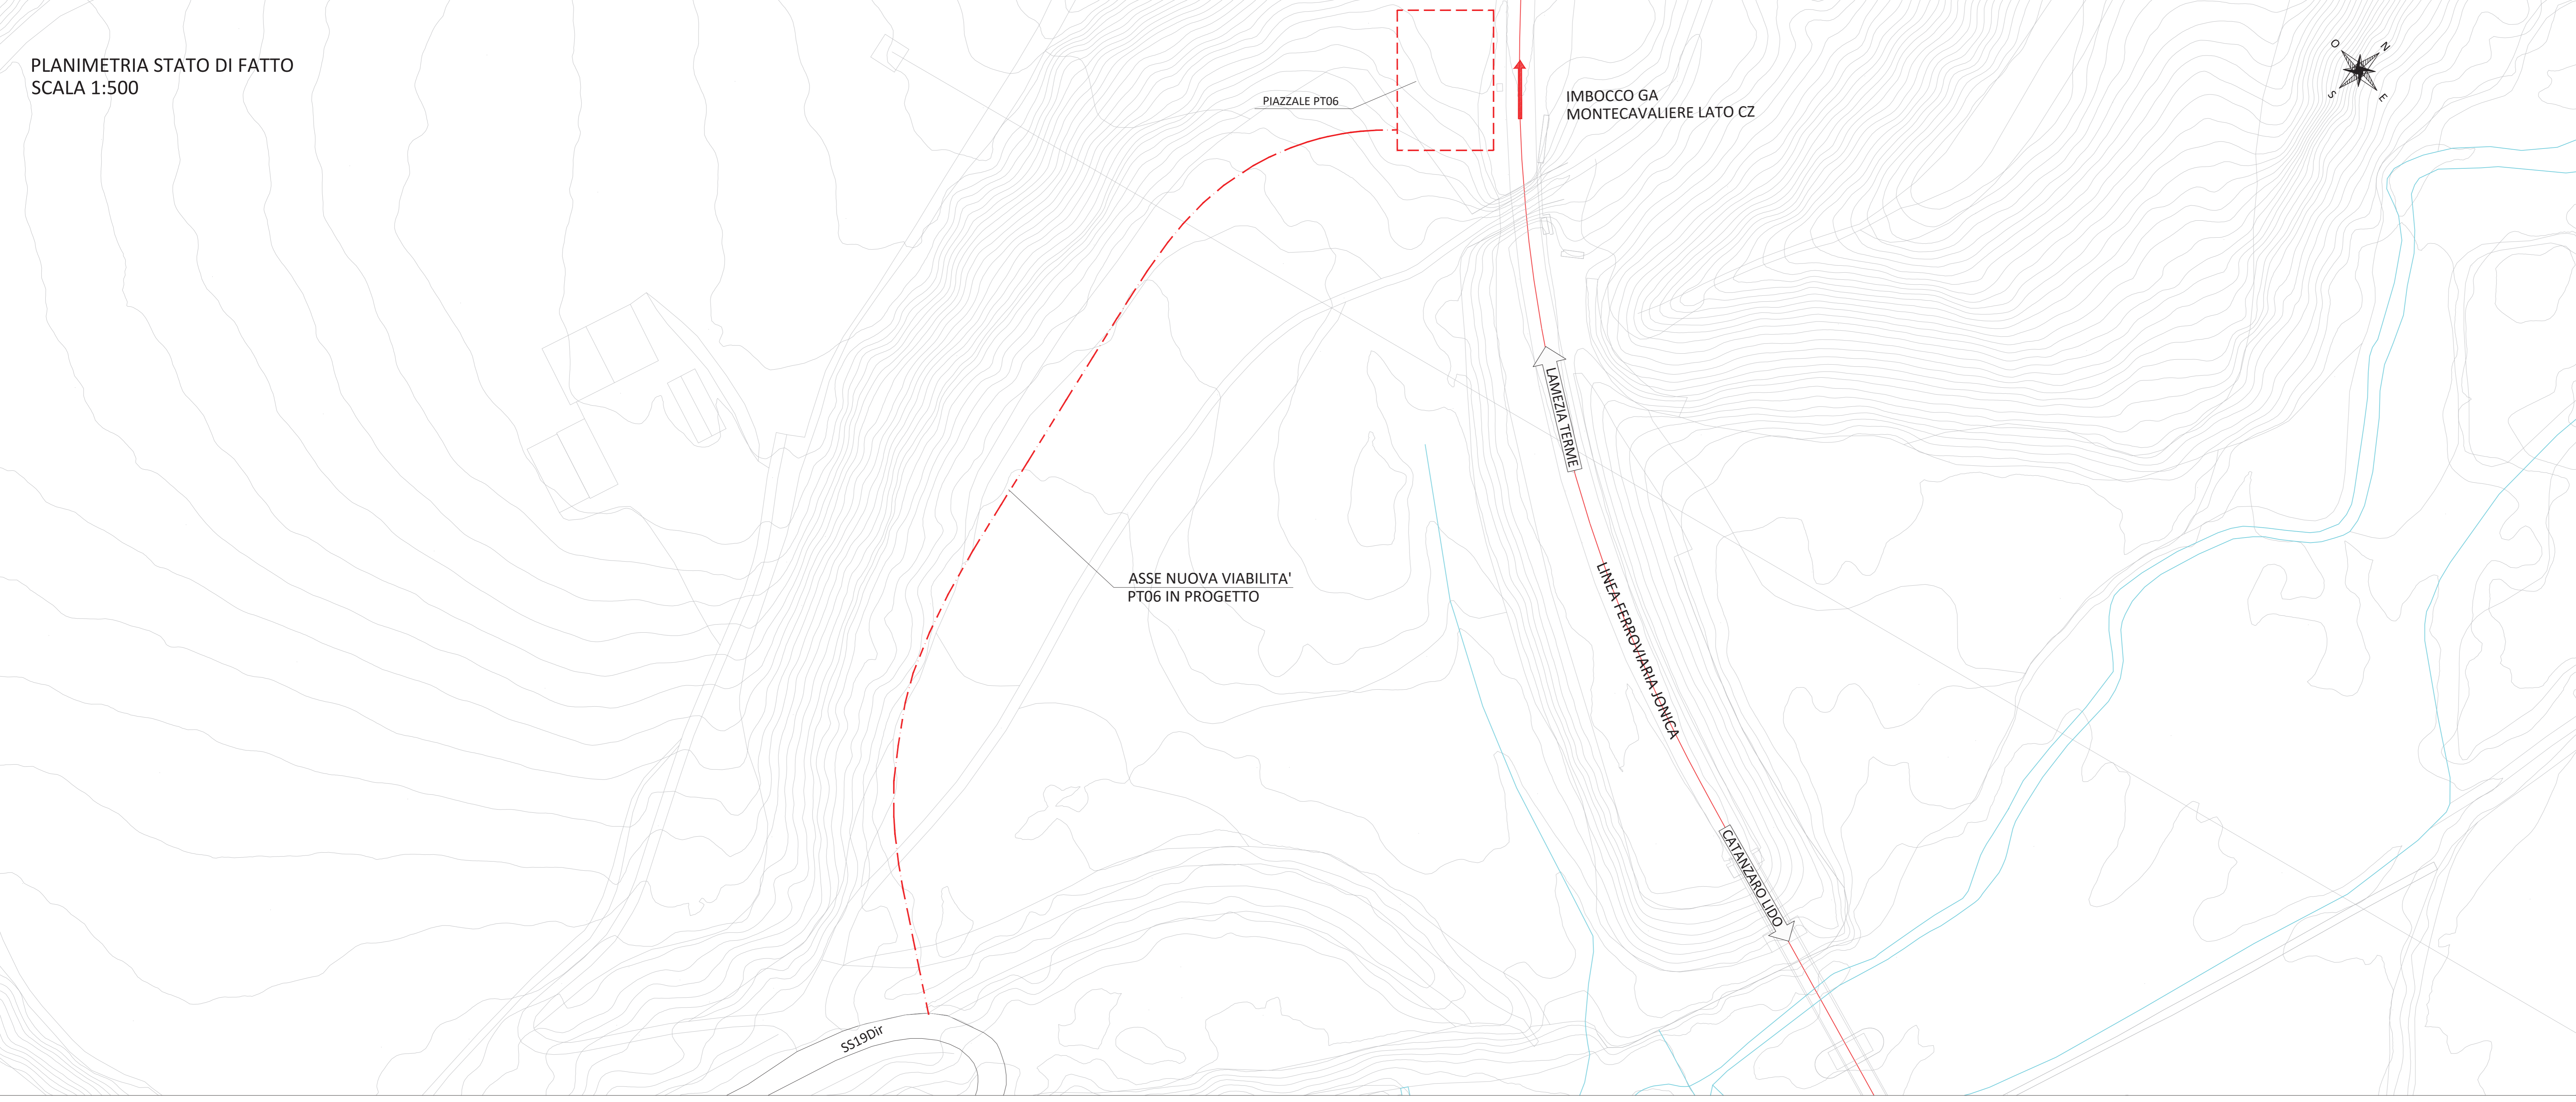 PLANIMETRIA STATO DI FATTO
SCALA 1:500
PIAZZALE PT06
IMBOCCO GA
MONTECAVALIERE LATO CZ
O
N
S
E
LAMEZIA TERME
ASSE NUOVA VIABILITA'
PT06 IN PROGETTO
LINEA FERROVIARIA JONICA
CATANZARO LIDO
SS19Dir